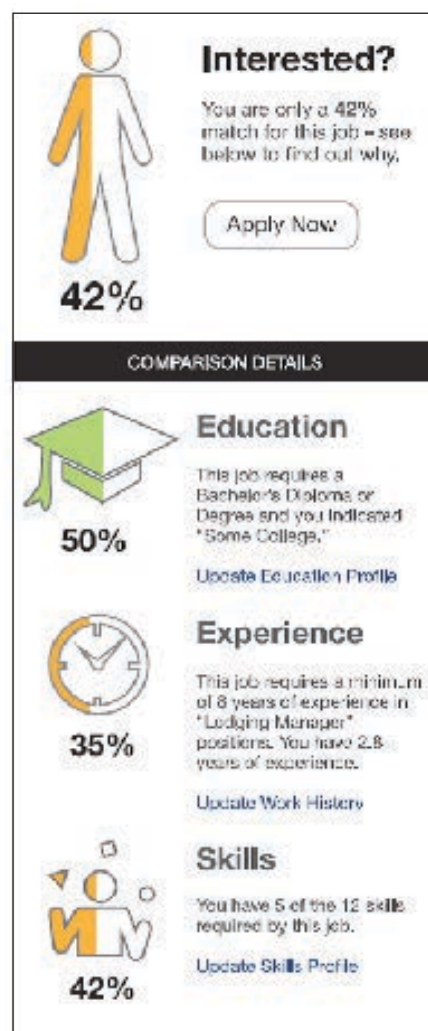 Interested?
You are only a 42%
match for this job – see
below to find out why.
Apply Now
42%
COMPARISON DETAILS
Education
This job requires a
Bachelor's Diploma or
Degree and you indicated
"Some College."
50%
Update Education Profile
Experience
This job requires a minimum
of 8 years of experience in
"Lodging Manager"
positions. You have 2.8
years of experience.
35%
Update Work History
Skills
You have 5 of the 12 skills
required by this job.
42%
Update Skills Profile